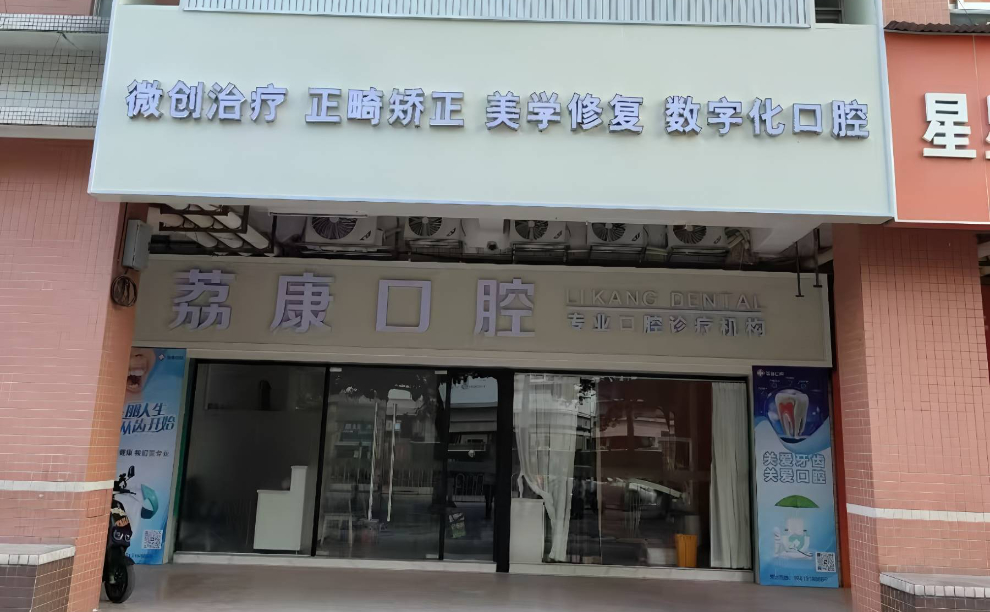 微创治疗 正畸矫正 美学修复 数字化口腔
星
荔康口腔
LIKANG DENTAL
专业口腔诊疗机构
丽人生
从齿开始
关爱牙齿
关爱口腔